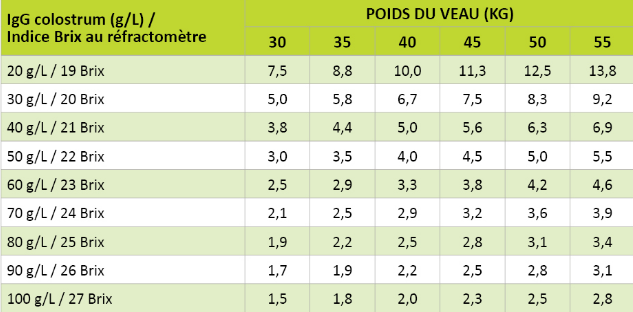 IgG colostrum (g/L) / POIDS DU VEAU (KG)
Indice Brix au réfractomètre 30 35 40 45 50 55
20 g/L / 19 Brix 7,5 8,8 10,0 11,3 12,5 13,8
30 g/L / 20 Brix 5,0 5,8 6,7 7,5 8,3 9,2
40 g/L / 21 Brix 3,8 4,4 5,0 5,6 6,3 6,9
50 g/L / 22 Brix 3,0 3,5 4,0 4,5 5,0 5,5
60 g/L / 23 Brix 2,5 2,9 3,3 3,8 4,2 4,6
70 g/L / 24 Brix 2,1 2,5 2,9 3,2 3,6 3,9
80 g/L / 25 Brix 1,9 2,2 2,5 2,8 3,1 3,4
90 g/L / 26 Brix 1,7 1,9 2,2 2,5 2,8 3,1
100 g/L / 27 Brix 1,5 1,8 2,0 2,3 2,5 2,8